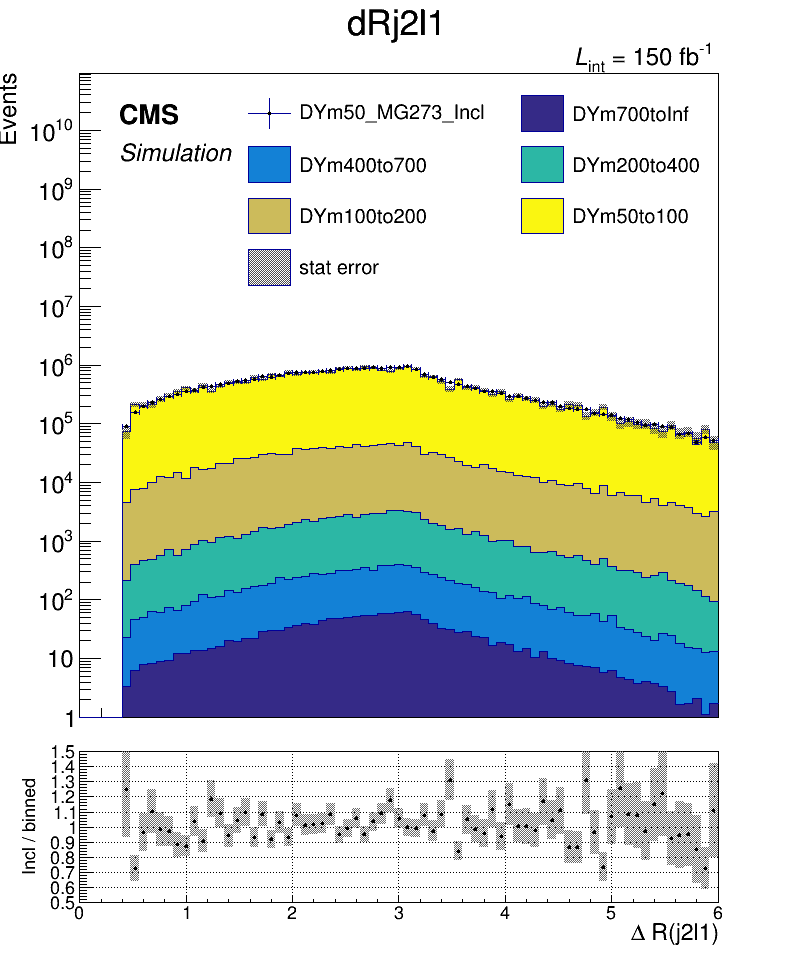 dRj2l1
L_int = 150 fb^-1
Events
CMS
Simulation
DYm50_MG273_Incl
DYm700toInf
DYm400to700
DYm200to400
DYm100to200
DYm50to100
stat error
10^10
10^9
10^8
10^7
10^6
10^5
10^4
10^3
10^2
10
1
Incl / binned
1.5
1.4
1.3
1.2
1.1
1
0.9
0.8
0.7
0.6
0.5
0 1 2 3 4 5 6
Δ R(j2l1)